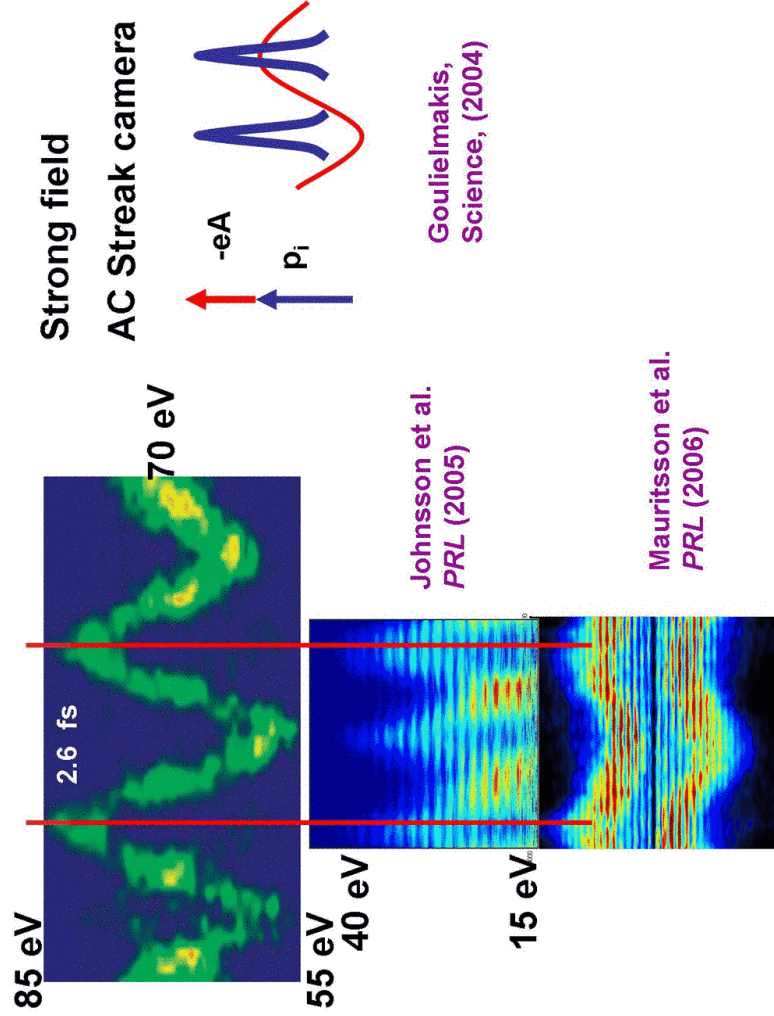 Strong field
AC Streak camera
85 eV
2.6 fs
70 eV
55 eV
-eA
pi
Goulielmakis,
Science, (2004)
40 eV
15 eV
Johnsson et al.
PRL (2005)
Mauritsson et al.
PRL (2006)